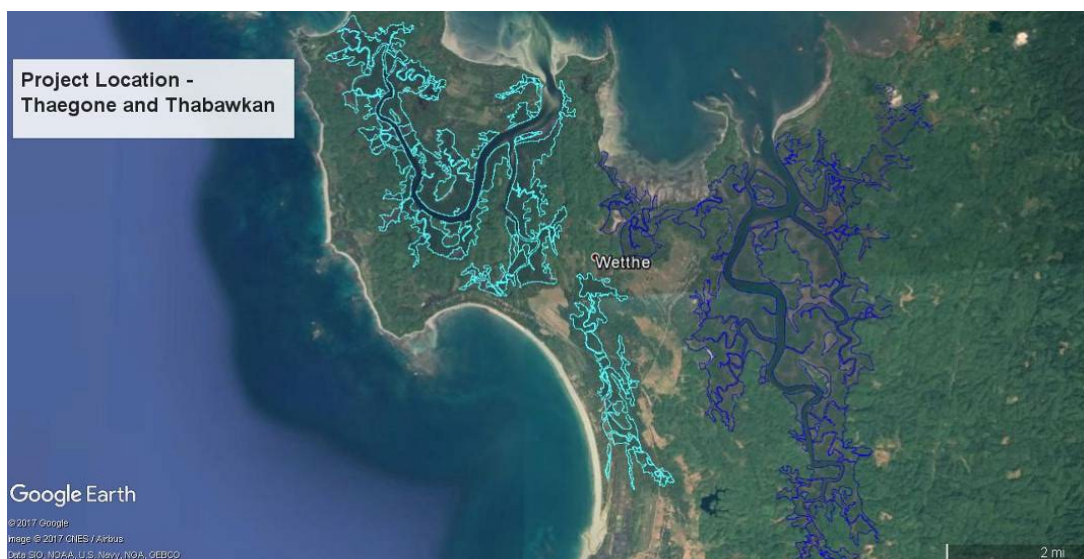 Project Location -
Thaegone and Thabawkan
Wetthe
Google Earth
© 2017 Google
Image © 2017 CNES / Airbus
Data SIO, NOAA, U.S. Navy, NGA, GEBCO
2 mi